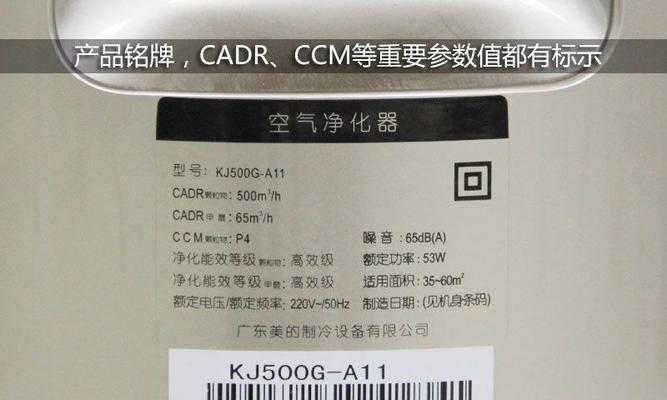 产品铭牌，CADR、CCM等重要参数值都有标示
空气净化器
型号：KJ500G-A11
CADR颗粒物：500m³/h
CADR甲醛：65m³/h
CCM颗粒物：P4
噪音：65dB(A)
净化能效等级颗粒物：高效级
额定功率：53W
净化能效等级甲醛：高效级
适用面积：35~60m²
额定电压/额定频率：220V~/50Hz
制造日期：(见机身条码)
广东美的制冷设备有限公司
KJ500G-A11